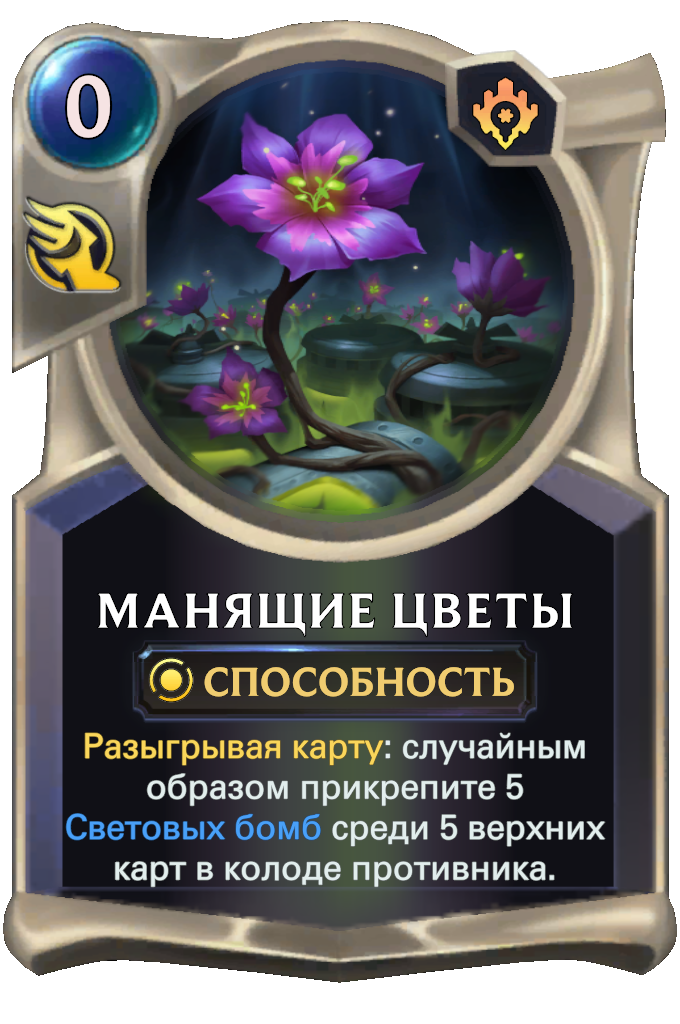 0
МАНЯЩИЕ ЦВЕТЫ
СПОСОБНОСТЬ
Разыгрывая карту: случайным
образом прикрепите 5
Световых бомб среди 5 верхних
карт в колоде противника.